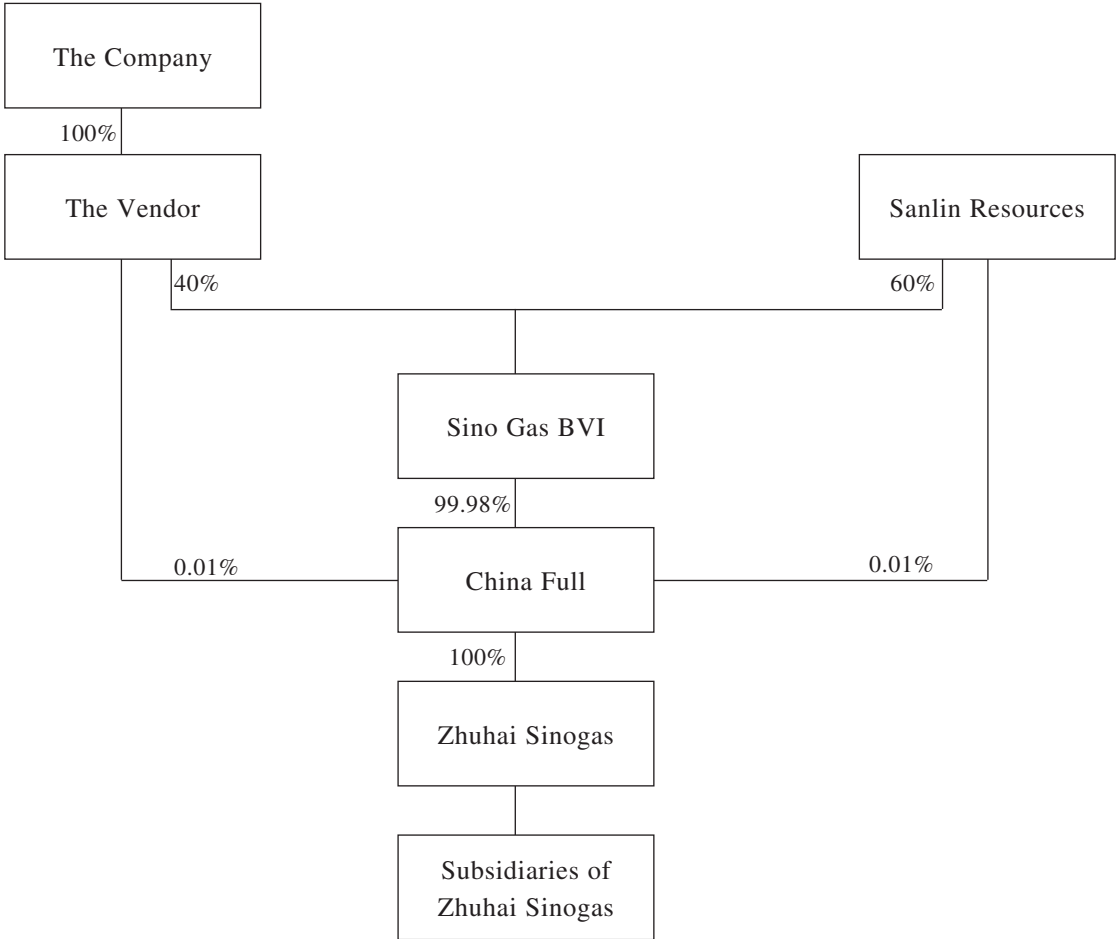 The Company
100%
The Vendor
Sanlin Resources
40%
60%
Sino Gas BVI
99.98%
0.01%
China Full
0.01%
100%
Zhuhai Sinogas
Subsidiaries of
Zhuhai Sinogas